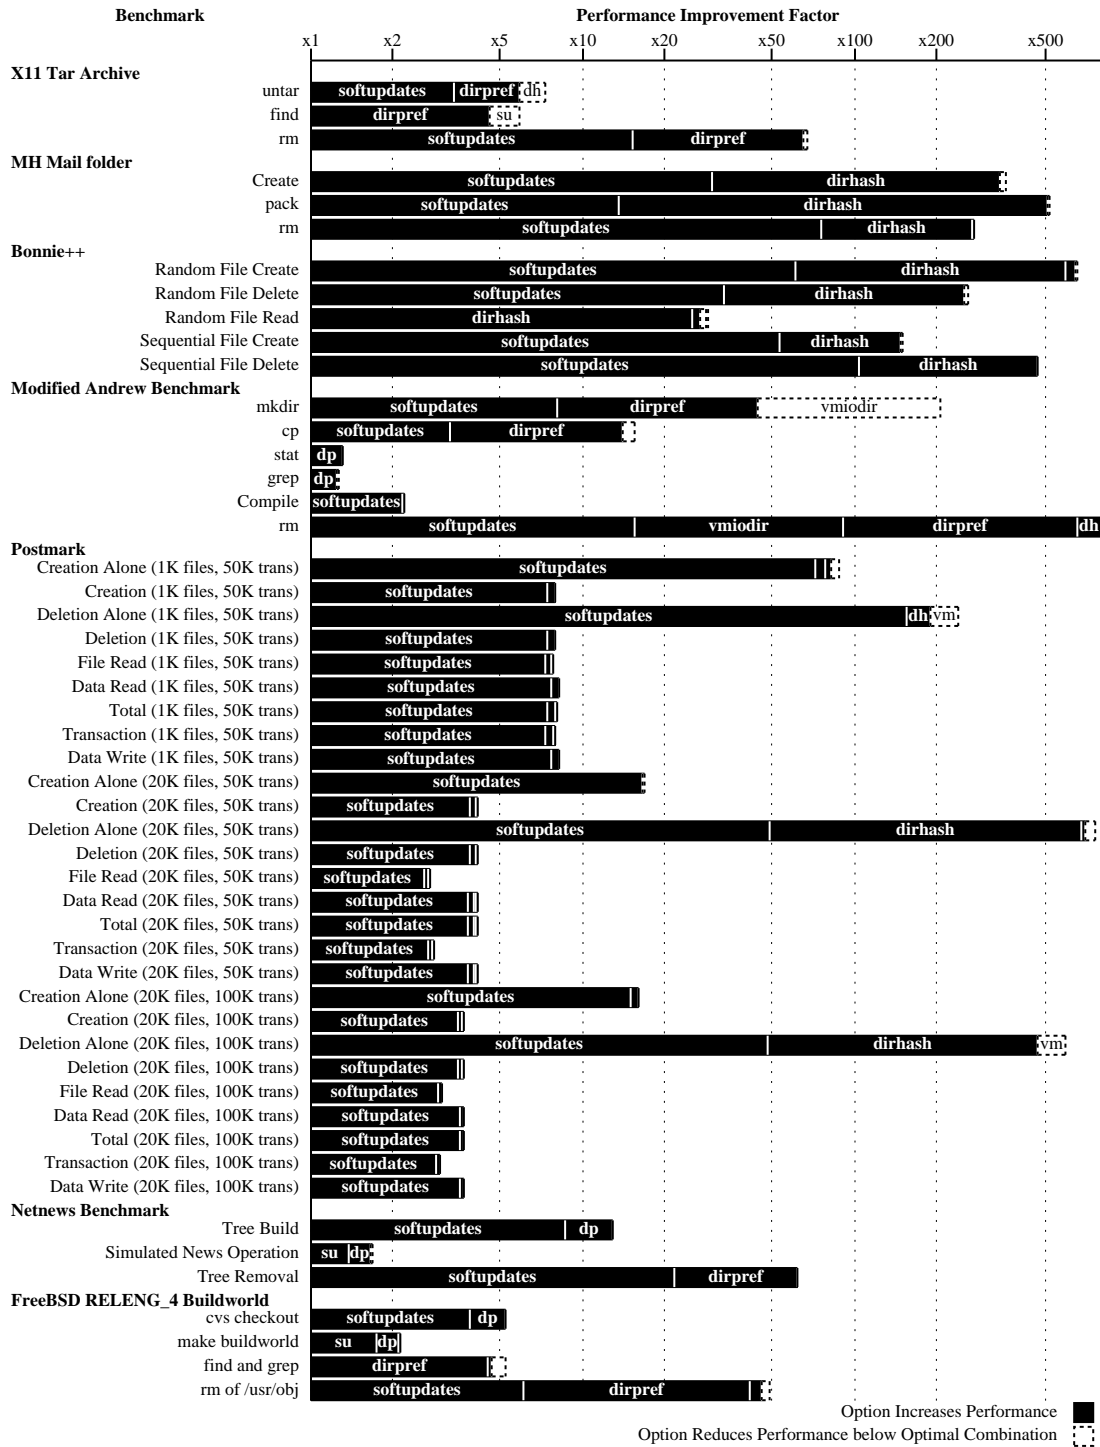 Benchmark Performance Improvement Factor
x1 x2 x5 x10 x20 x50 x100 x200 x500
X11 Tar Archive
untar softupdates dirpref dh
find dirpref su
rm softupdates dirpref
MH Mail folder
Create softupdates dirhash
pack softupdates dirhash
rm softupdates dirhash
Bonnie++
Random File Create softupdates dirhash
Random File Delete softupdates dirhash
Random File Read dirhash
Sequential File Create softupdates dirhash
Sequential File Delete softupdates dirhash
Modified Andrew Benchmark
mkdir softupdates dirpref vmiodir
cp softupdates dirpref
stat dp
grep dp
Compile softupdates
rm softupdates vmiodir dirpref dh
Postmark
Creation Alone (1K files, 50K trans) softupdates
Creation (1K files, 50K trans) softupdates
Deletion Alone (1K files, 50K trans) softupdates dh vm
Deletion (1K files, 50K trans) softupdates
File Read (1K files, 50K trans) softupdates
Data Read (1K files, 50K trans) softupdates
Total (1K files, 50K trans) softupdates
Transaction (1K files, 50K trans) softupdates
Data Write (1K files, 50K trans) softupdates
Creation Alone (20K files, 50K trans) softupdates
Creation (20K files, 50K trans) softupdates
Deletion Alone (20K files, 50K trans) softupdates dirhash
Deletion (20K files, 50K trans) softupdates
File Read (20K files, 50K trans) softupdates
Data Read (20K files, 50K trans) softupdates
Total (20K files, 50K trans) softupdates
Transaction (20K files, 50K trans) softupdates
Data Write (20K files, 50K trans) softupdates
Creation Alone (20K files, 100K trans) softupdates
Creation (20K files, 100K trans) softupdates
Deletion Alone (20K files, 100K trans) softupdates dirhash vm
Deletion (20K files, 100K trans) softupdates
File Read (20K files, 100K trans) softupdates
Data Read (20K files, 100K trans) softupdates
Total (20K files, 100K trans) softupdates
Transaction (20K files, 100K trans) softupdates
Data Write (20K files, 100K trans) softupdates
Netnews Benchmark
Tree Build softupdates dp
Simulated News Operation su dp
Tree Removal softupdates dirpref
FreeBSD RELENG_4 Buildworld
cvs checkout softupdates dp
make buildworld su dp
find and grep dirpref
rm of /usr/obj softupdates dirpref
Option Increases Performance
Option Reduces Performance below Optimal Combination